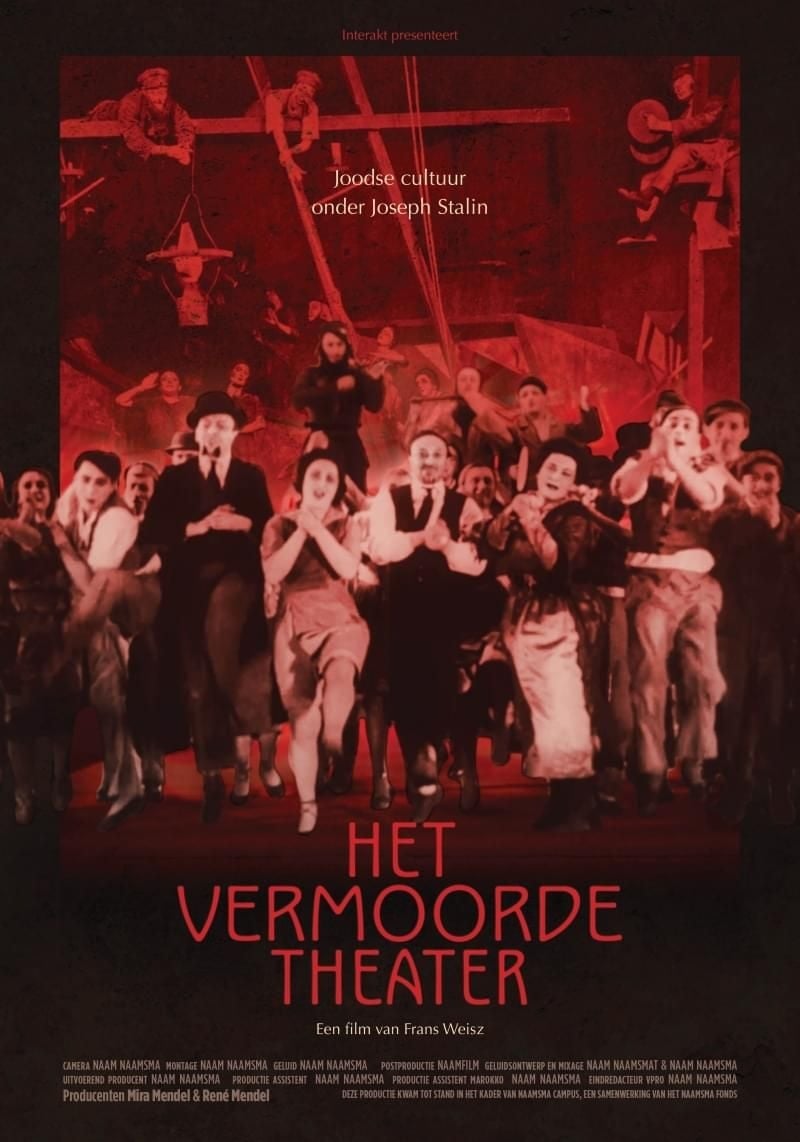 Interakt presenteert
Joodse cultuur
onder Joseph Stalin
HET
VERMOORDE
THEATER
Een film van Frans Weisz
CAMERA NAAM NAAMSMA MONTAGE NAAM NAAMSMA GELUID NAAM NAAMSMA POSTPRODUCTIE NAAMFILM GELUIDSONTWERP EN MIXAGE NAAM NAAMSMAT & NAAM NAAMSMA
UITVOEREND PRODUCENT NAAM NAAMSMA PRODUCTIE ASSISTENT NAAM NAAMSMA PRODUCTIE ASSISTENT MAROKKO NAAM NAAMSMA EINDREDACTEUR VPRO NAAM NAAMSMA
Producenten Mira Mendel & René Mendel DEZE PRODUCTIE KWAM TOT STAND IN HET KADER VAN NAAMSMA CAMPUS, EEN SAMENWERKING VAN HET NAAMSMA FONDS